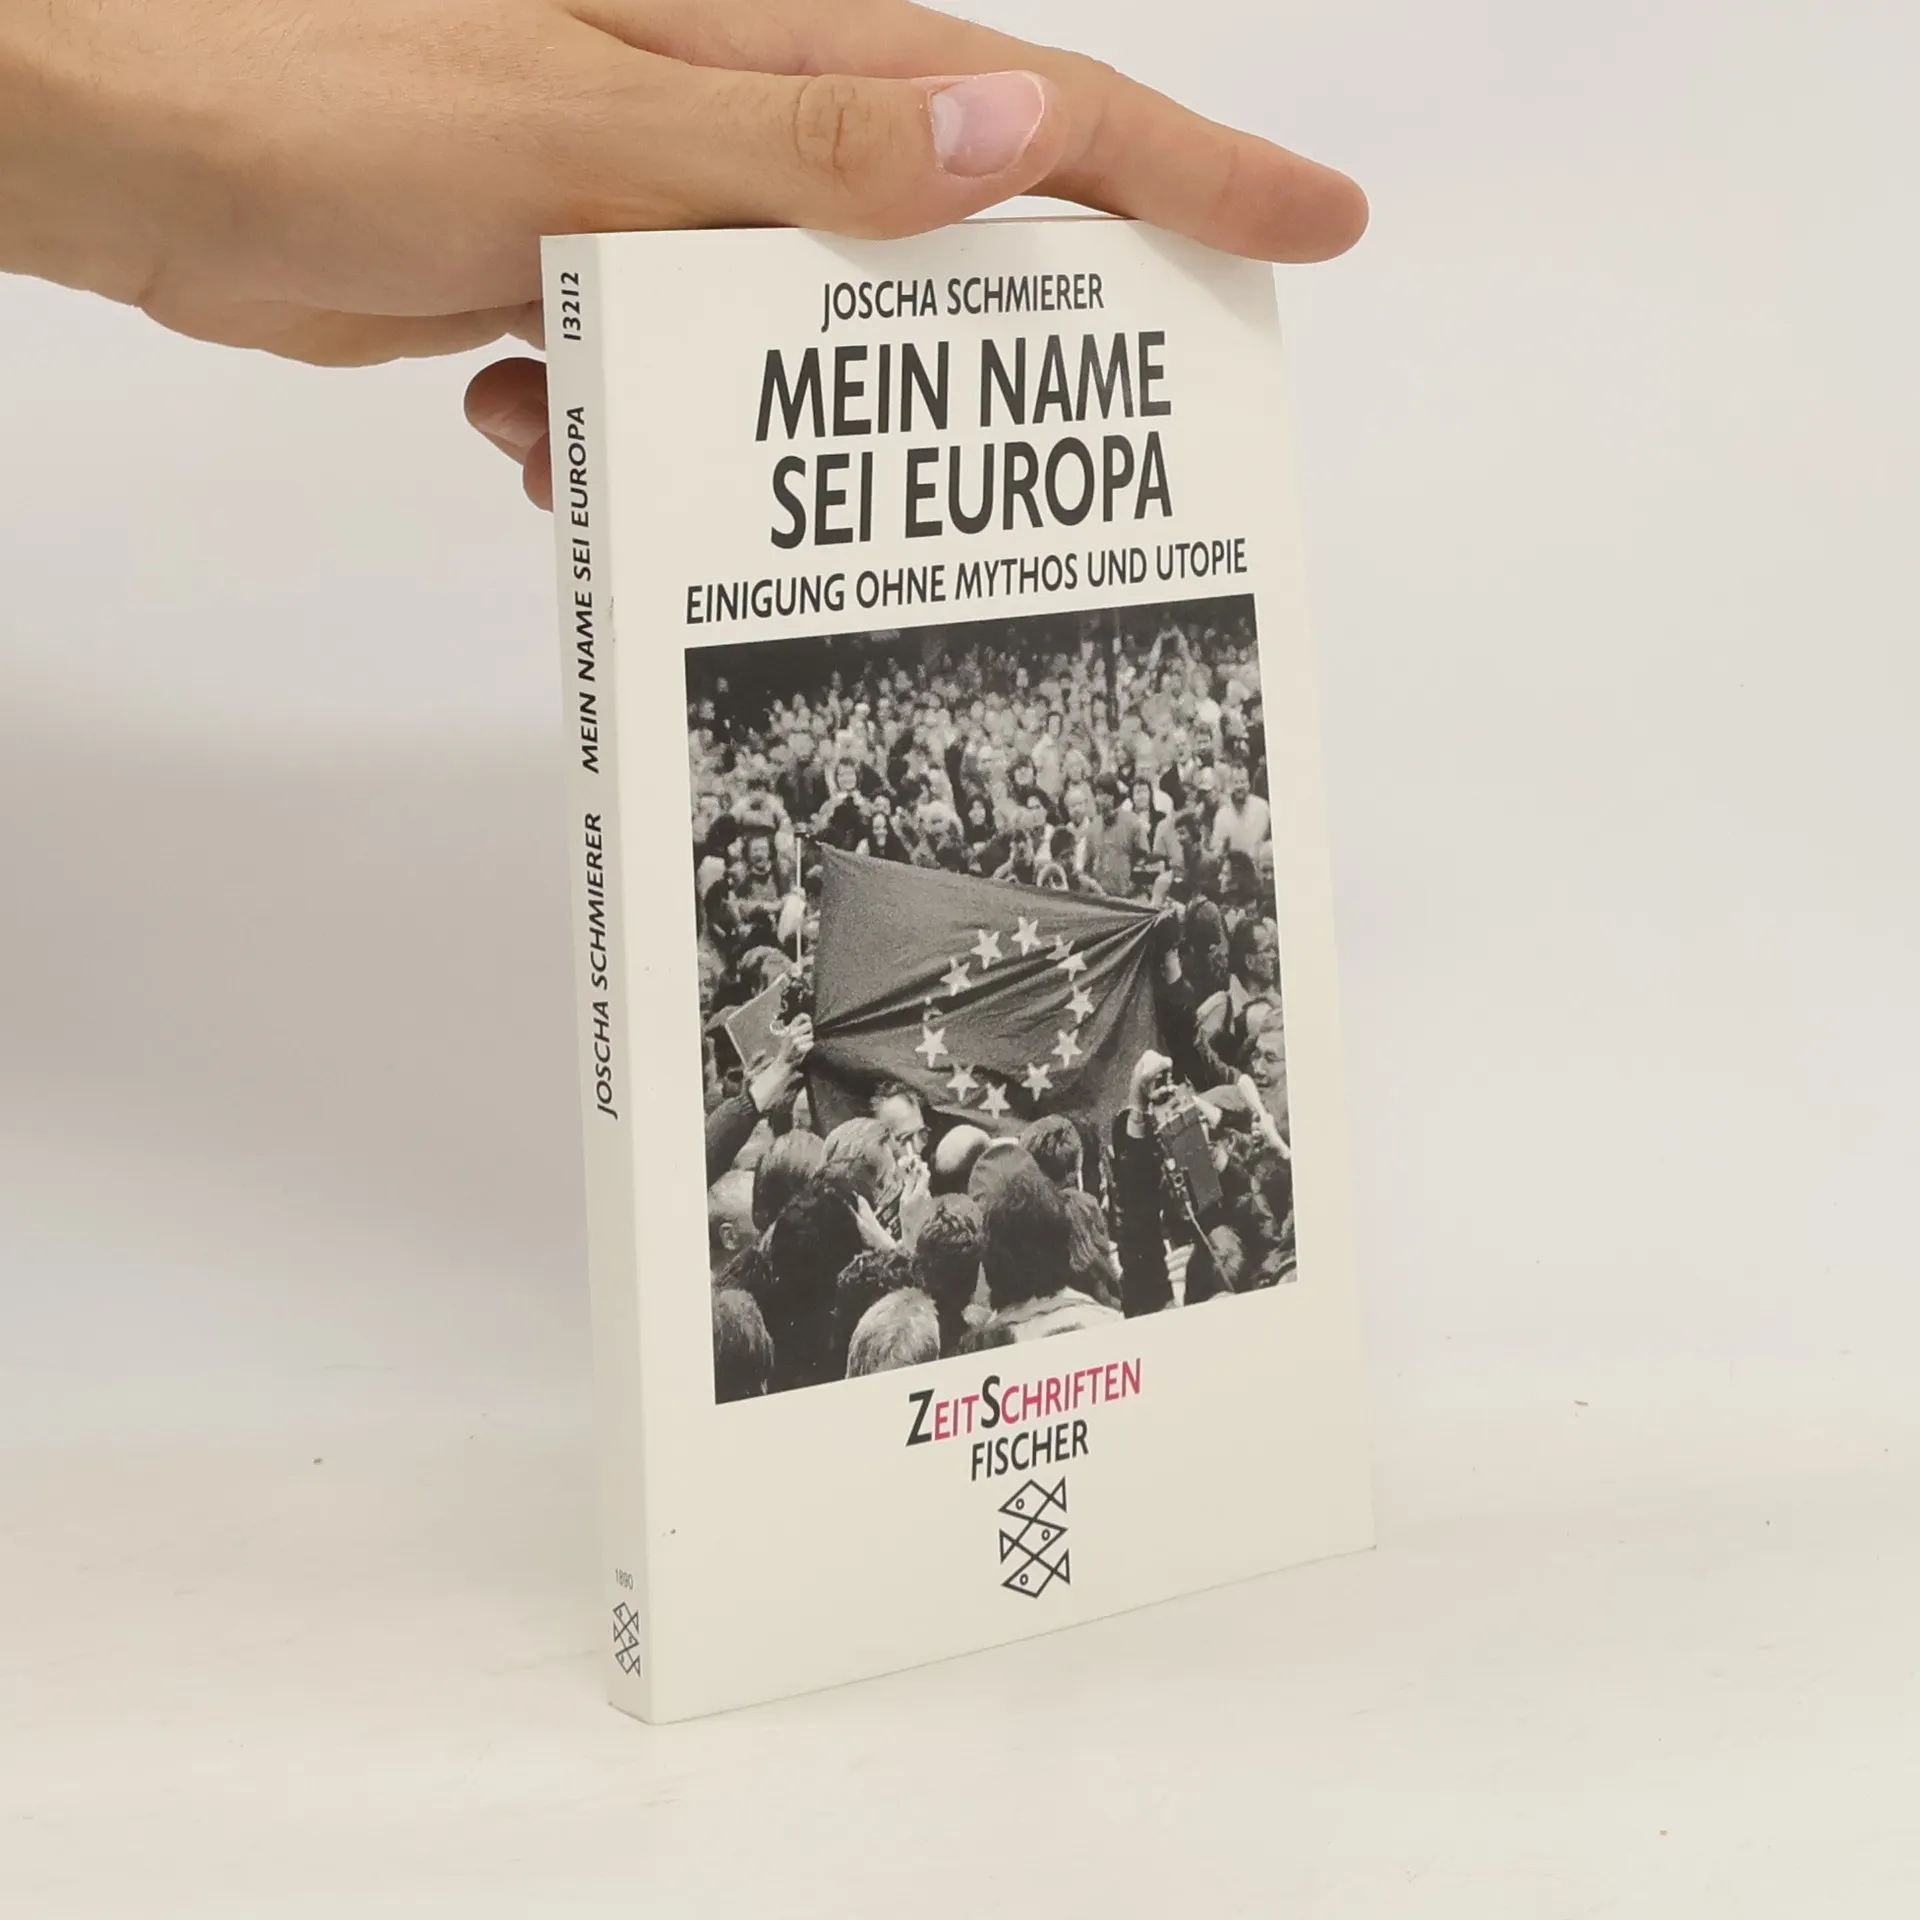 JOSCHA SCHMIERER
MEIN NAME
SEI EUROPA
EINIGUNG OHNE MYTHOS UND UTOPIE
ZEITSCHRIFTEN
FISCHER
JOSCHA SCHMIERER MEIN NAME SEI EUROPA 13212
1890